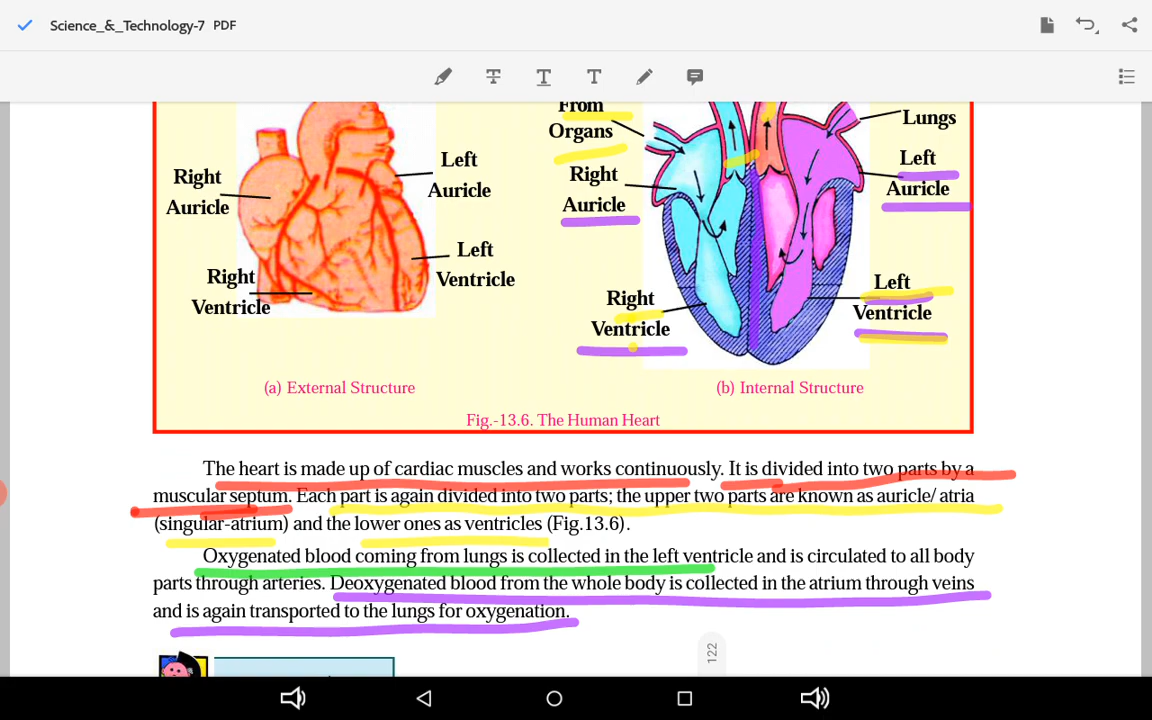 Science_&_Technology-7 PDF
From
Organs
Lungs
Right
Auricle
Left
Auricle
Right
Auricle
Left
Auricle
Left
Ventricle
Right
Ventricle
Right
Ventricle
Left
Ventricle
(a) External Structure
(b) Internal Structure
Fig.-13.6. The Human Heart
The heart is made up of cardiac muscles and works continuously. It is divided into two parts by a
muscular septum. Each part is again divided into two parts; the upper two parts are known as auricle/ atria
(singular-atrium) and the lower ones as ventricles (Fig.13.6).
Oxygenated blood coming from lungs is collected in the left ventricle and is circulated to all body
parts through arteries. Deoxygenated blood from the whole body is collected in the atrium through veins
and is again transported to the lungs for oxygenation.
122